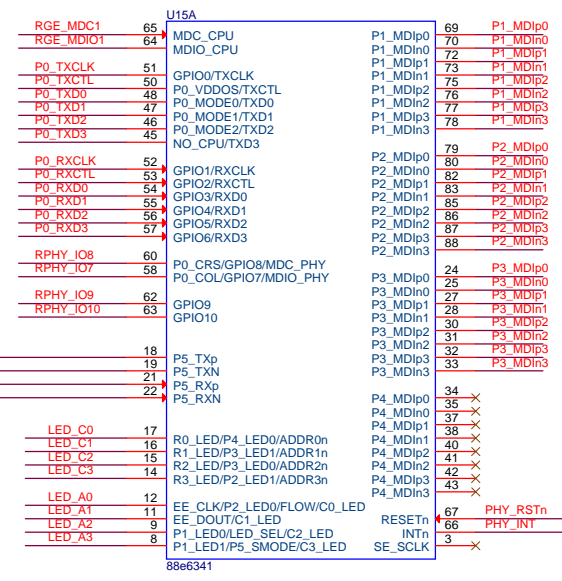 U15A
RGE_MDC1 65 MDC_CPU P1_MDIp0 69 P1_MDIp0
RGE_MDIO1 64 MDIO_CPU P1_MDIn0 70 P1_MDIn0
P1_MDIp1 72 P1_MDIp1
P0_TXCLK 51 GPIO0/TXCLK P1_MDIn1 73 P1_MDIn1
P0_TXCTL 50 P0_VDDOS/TXCTL P1_MDIp2 75 P1_MDIp2
P0_TXD0 48 P0_MODE0/TXD0 P1_MDIn2 76 P1_MDIn2
P0_TXD1 47 P0_MODE1/TXD1 P1_MDIp3 77 P1_MDIp3
P0_TXD2 46 P0_MODE2/TXD2 P1_MDIn3 78 P1_MDIn3
P0_TXD3 45 NO_CPU/TXD3
P2_MDIp0 79 P2_MDIp0
P0_RXCLK 52 GPIO1/RXCLK P2_MDIn0 80 P2_MDIn0
P0_RXCTL 53 GPIO2/RXCTL P2_MDIp1 82 P2_MDIp1
P0_RXD0 54 GPIO3/RXD0 P2_MDIn1 83 P2_MDIn1
P0_RXD1 55 GPIO4/RXD1 P2_MDIp2 85 P2_MDIp2
P0_RXD2 56 GPIO5/RXD2 P2_MDIn2 86 P2_MDIn2
P0_RXD3 57 GPIO6/RXD3 P2_MDIp3 87 P2_MDIp3
P2_MDIn3 88 P2_MDIn3
RPHY_IO8 60 P0_CRS/GPIO8/MDC_PHY
RPHY_IO7 58 P0_COL/GPIO7/MDIO_PHY P3_MDIp0 24 P3_MDIp0
P3_MDIn0 25 P3_MDIn0
RPHY_IO9 62 GPIO9 P3_MDIp1 27 P3_MDIp1
RPHY_IO10 63 GPIO10 P3_MDIn1 28 P3_MDIn1
P3_MDIp2 30 P3_MDIp2
P3_MDIn2 31 P3_MDIn2
18 P5_TXp P3_MDIp3 32 P3_MDIp3
19 P5_TXN P3_MDIn3 33 P3_MDIn3
21 P5_RXp
22 P5_RXN P4_MDIp0 34
P4_MDIn0 35
P4_MDIp1 37
LED_C0 17 R0_LED/P4_LED0/ADDR0n P4_MDIn1 38
LED_C1 16 R1_LED/P3_LED1/ADDR1n P4_MDIp2 40
LED_C2 15 R2_LED/P3_LED0/ADDR2n P4_MDIn2 41
LED_C3 14 R3_LED/P2_LED1/ADDR3n P4_MDIp3 42
P4_MDIn3 43
LED_A0 12 EE_CLK/P2_LED0/FLOW/C0_LED
LED_A1 11 EE_DOUT/C1_LED RESETn 67 PHY_RSTn
LED_A2 9 P1_LED0/LED_SEL/C2_LED INTn 66 PHY_INT
LED_A3 8 P1_LED1/P5_SMODE/C3_LED SE_SCLK 3
88e6341